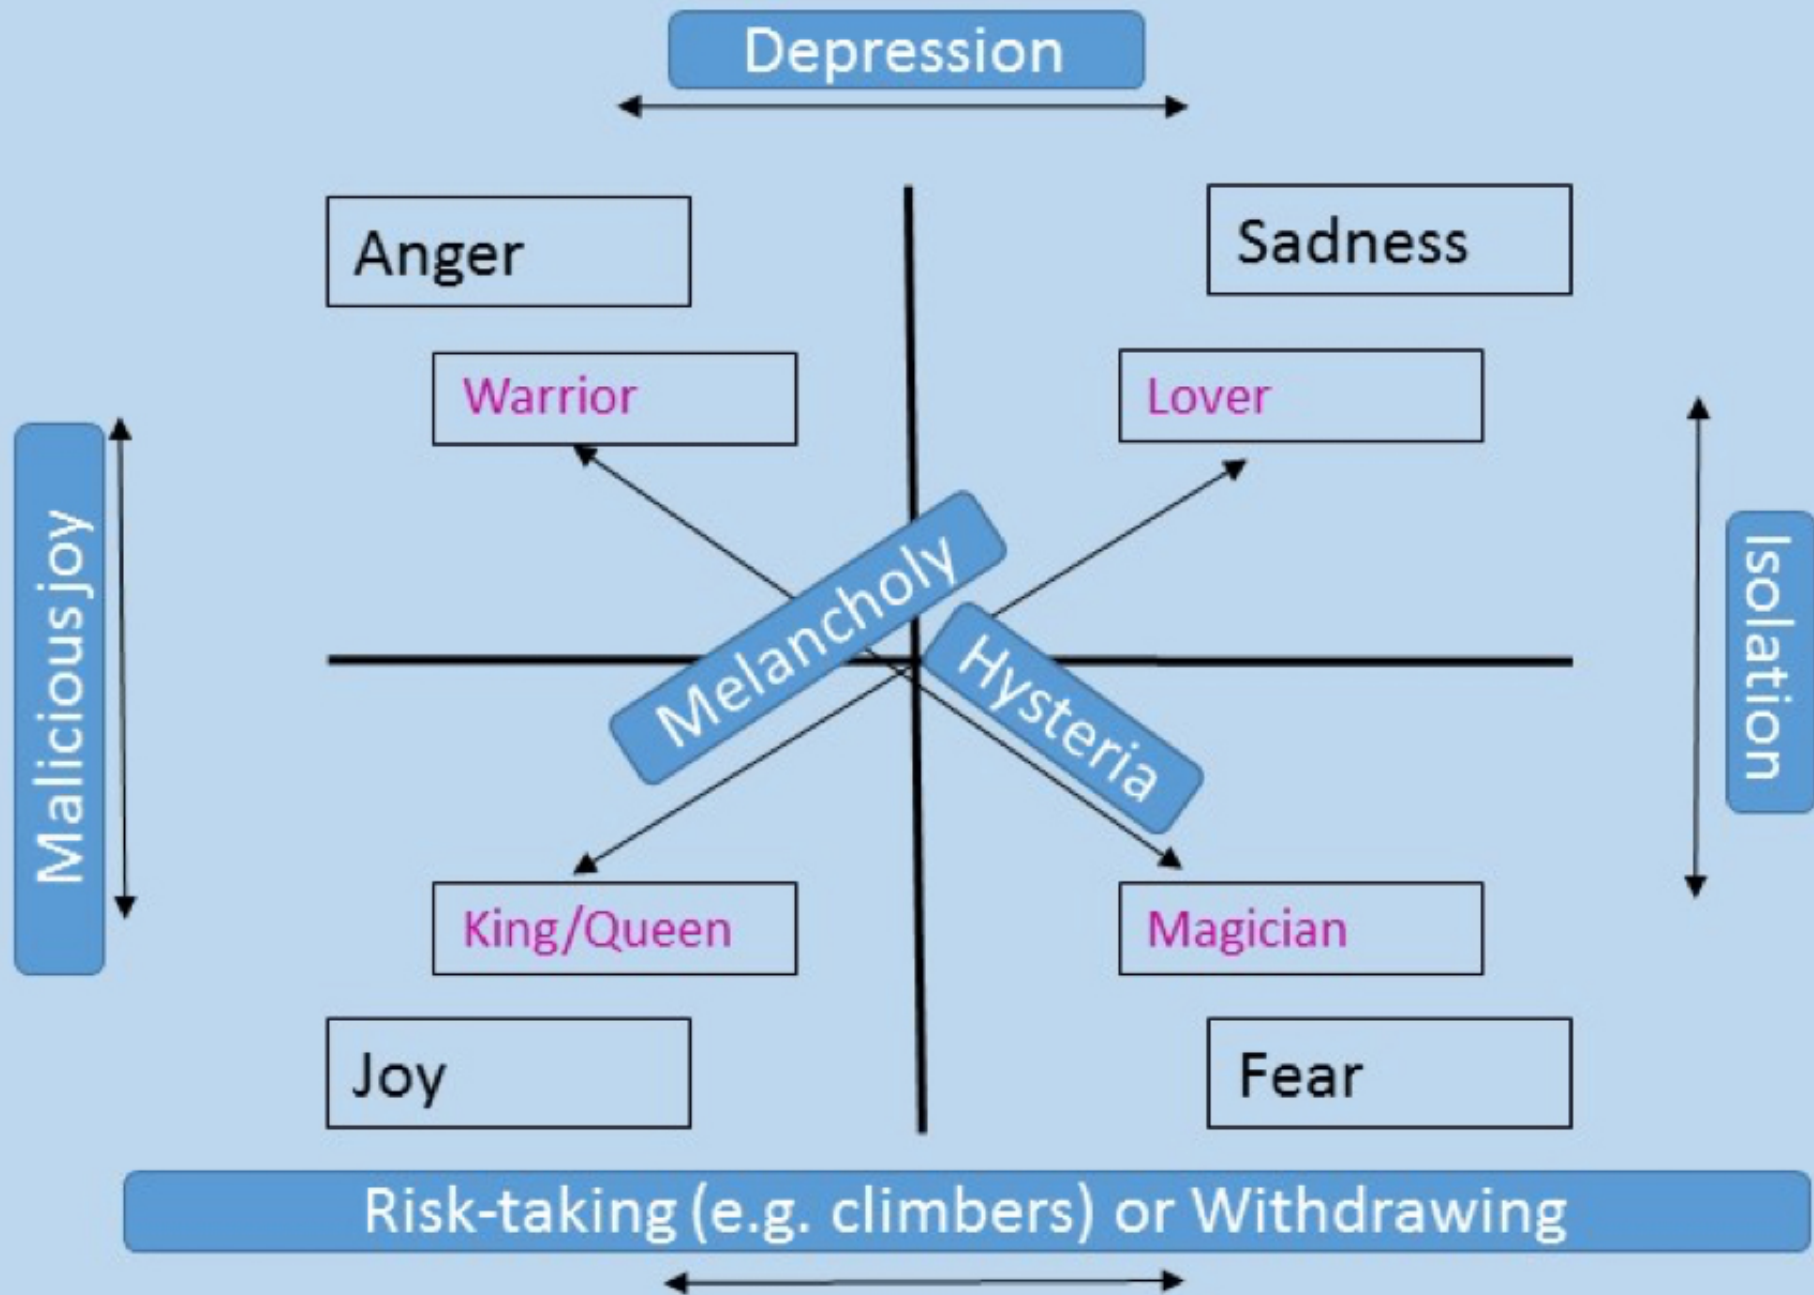 Depression
Anger
Sadness
Warrior
Lover
Malicious joy
Melancholy
Hysteria
Isolation
King/Queen
Magician
Joy
Fear
Risk-taking (e.g. climbers) or Withdrawing